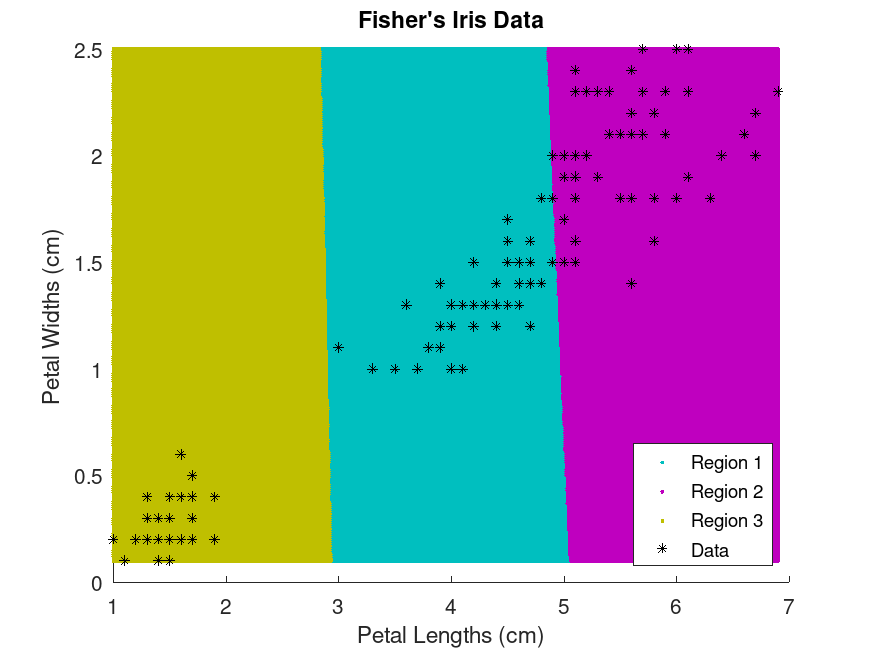 Fisher's Iris Data
2.5
2
1.5
1
0.5
0
Petal Widths (cm)
1 2 3 4 5 6 7
Petal Lengths (cm)
Region 1
Region 2
Region 3
Data